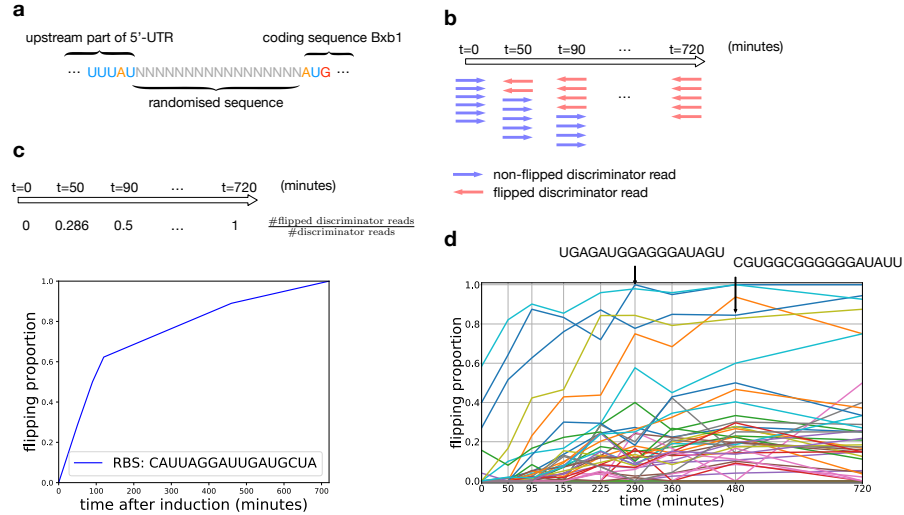 a
upstream part of 5'-UTR
coding sequence Bxb1
··· UUUAUNNNNNNNNNNNNNNNNNAUG ···
randomised sequence
b
t=0 t=50 t=90 ... t=720 (minutes)
...
non-flipped discriminator read
flipped discriminator read
c
t=0 t=50 t=90 ... t=720 (minutes)
0 0.286 0.5 ... 1
#flipped discriminator reads
#discriminator reads
1.0
0.8
0.6
0.4
0.2
0.0
flipping proportion
RBS: CAUUAGGAUUGAUGCUA
0 100 200 300 400 500 600 700
time after induction (minutes)
d
UGAGAUGGAGGGAUAGU
CGUGGCGGGGGGAUAUU
1.0
0.8
0.6
0.4
0.2
0.0
flipping proportion
0 50 95 155 225 290 360 480 720
time (minutes)